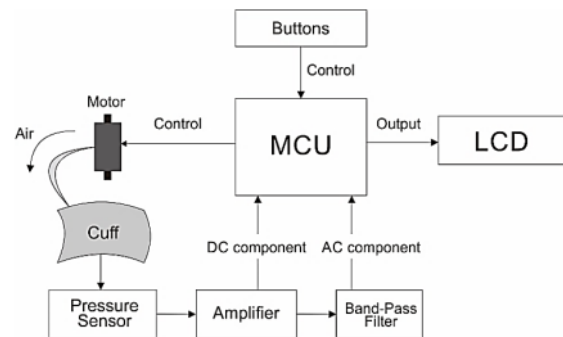 Buttons
Control
Motor
Air
Control
MCU
Output
LCD
Cuff
DC component
AC component
Pressure
Sensor
Amplifier
Band-Pass
Filter